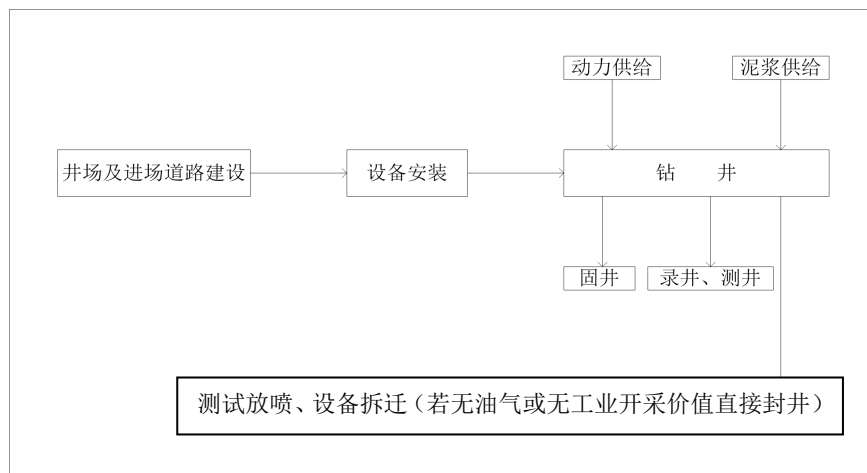 动力供给
泥浆供给
井场及进场道路建设
设备安装
钻 井
固井
录井、测井
测试放喷、设备拆迁（若无油气或无工业开采价值直接封井）